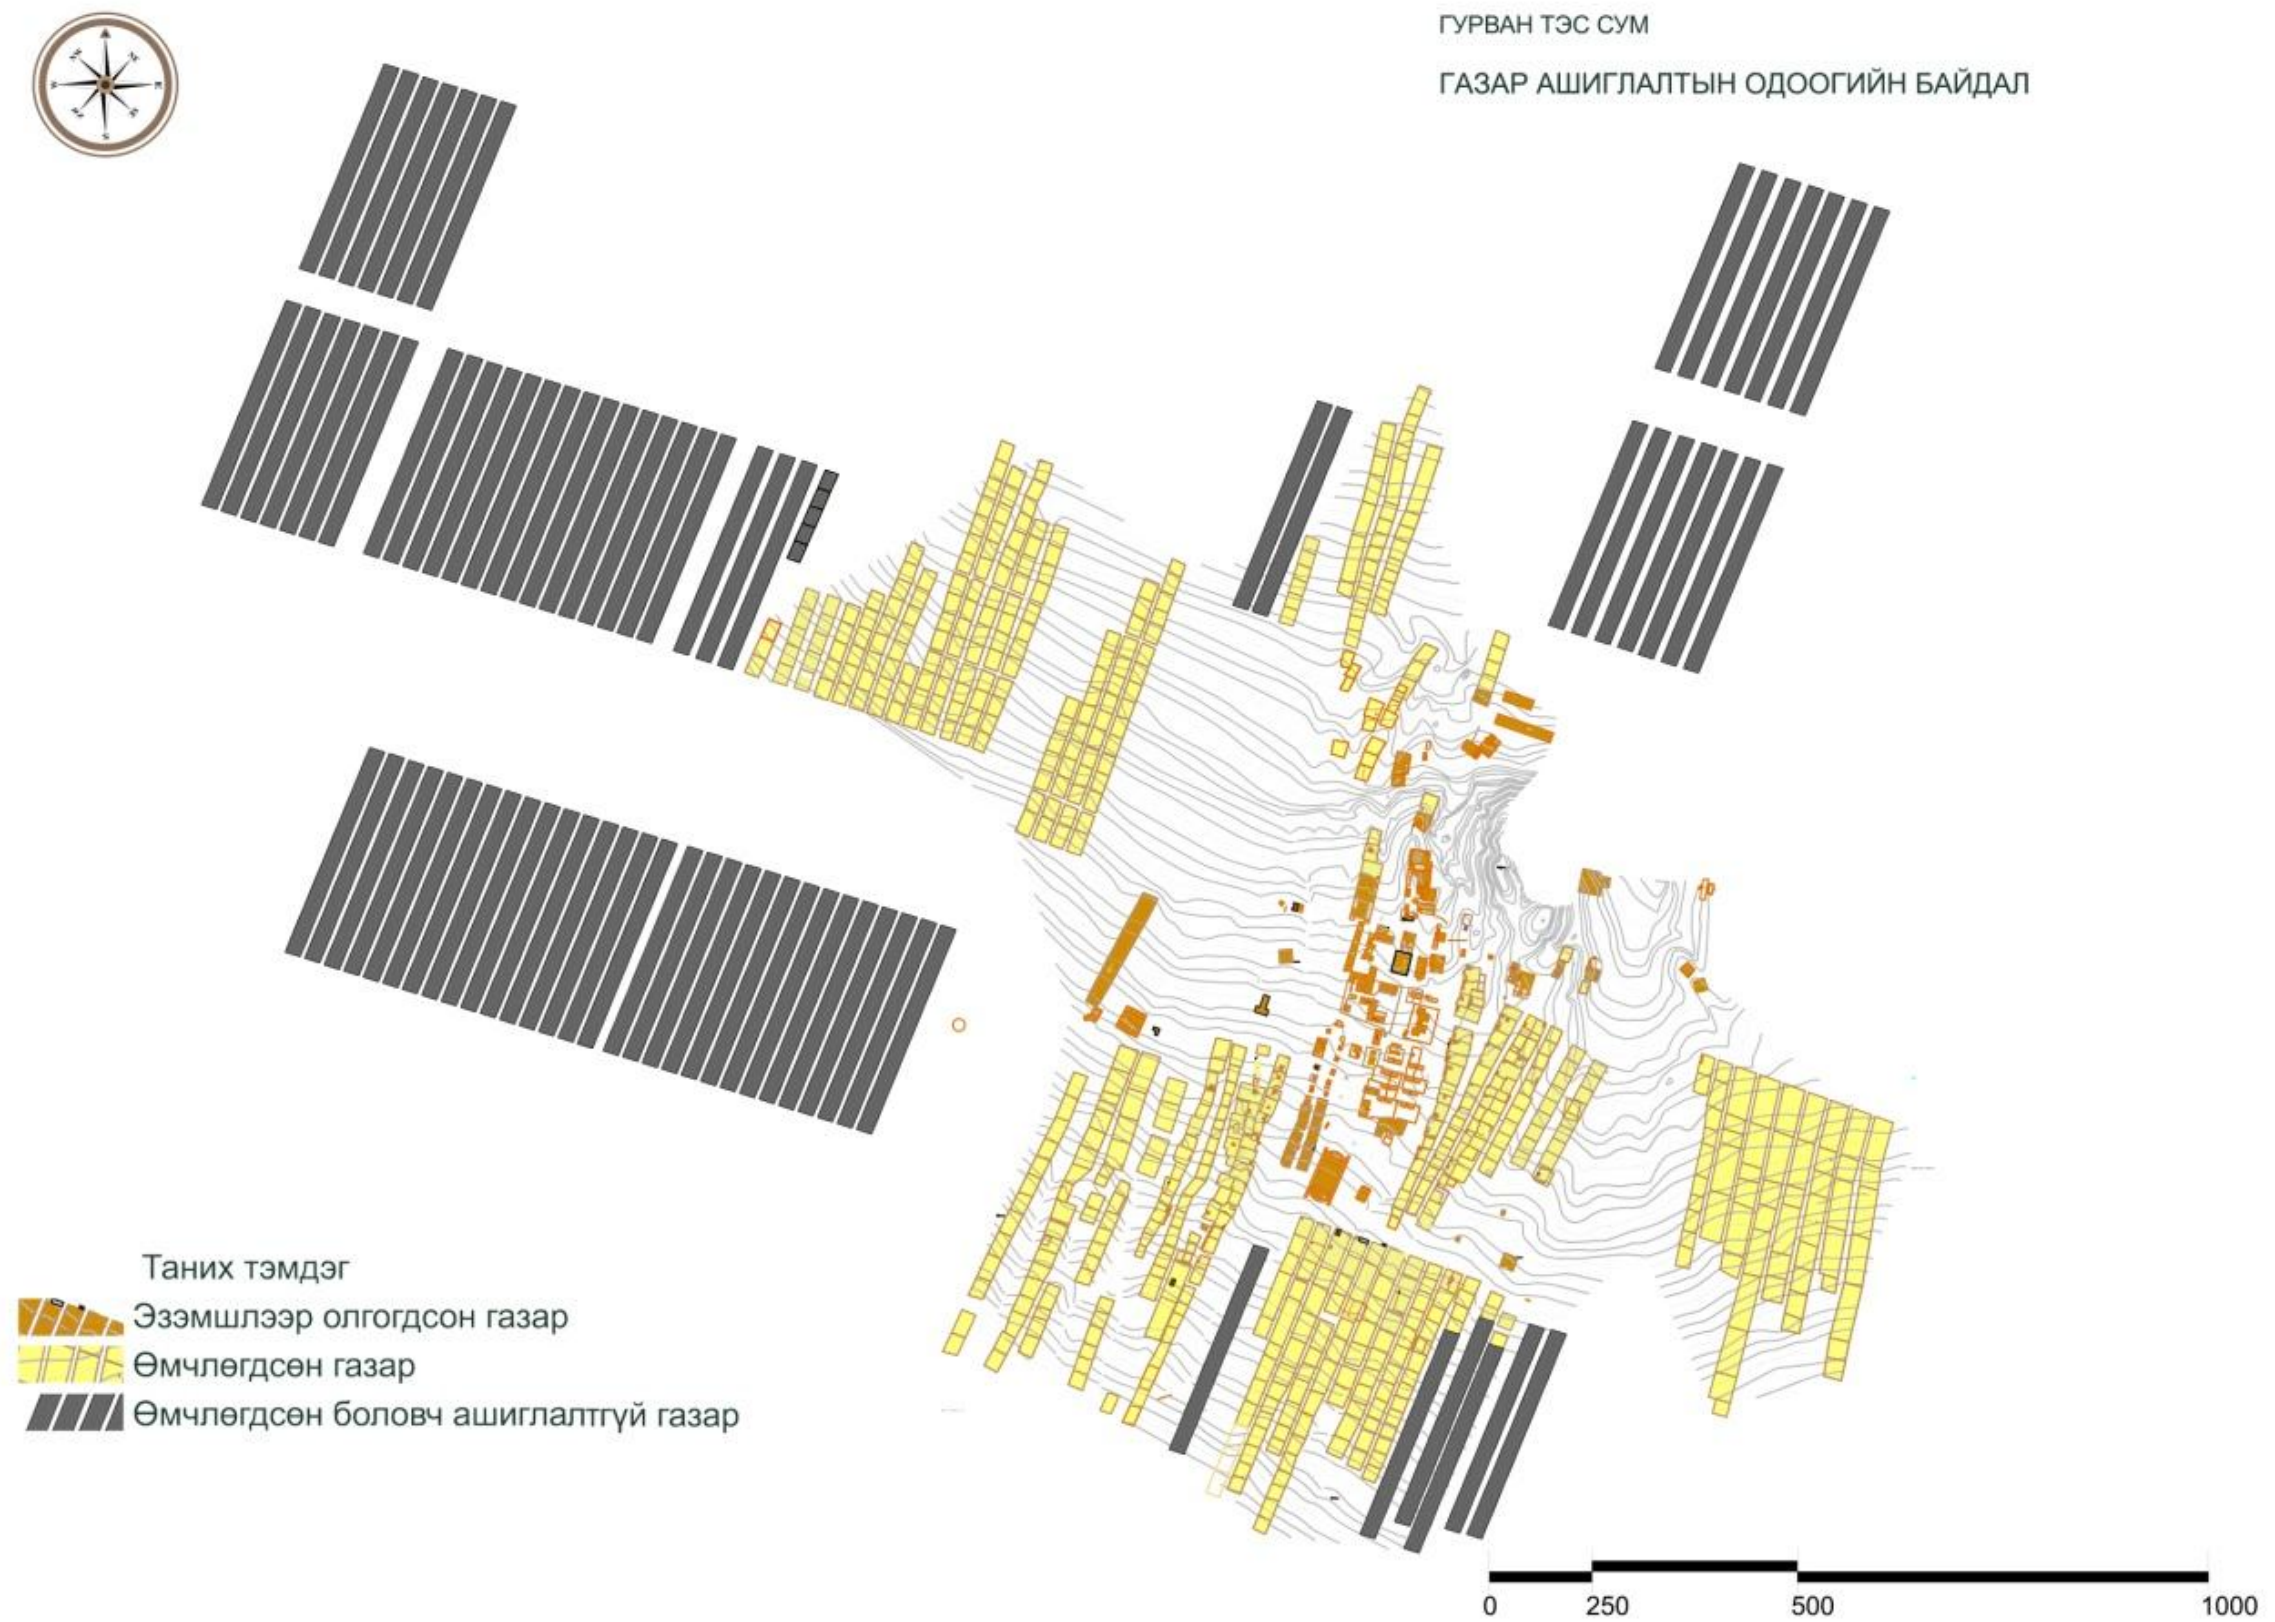 ГУРВАН ТЭС СУМ
ГАЗАР АШИГЛАЛТЫН ОДООГИЙН БАЙДАЛ
Таних тэмдэг
Эзэмшлээр олгогдсон газар
Өмчлөгдсөн газар
Өмчлөгдсөн боловч ашиглалтгүй газар
0 250 500 1000